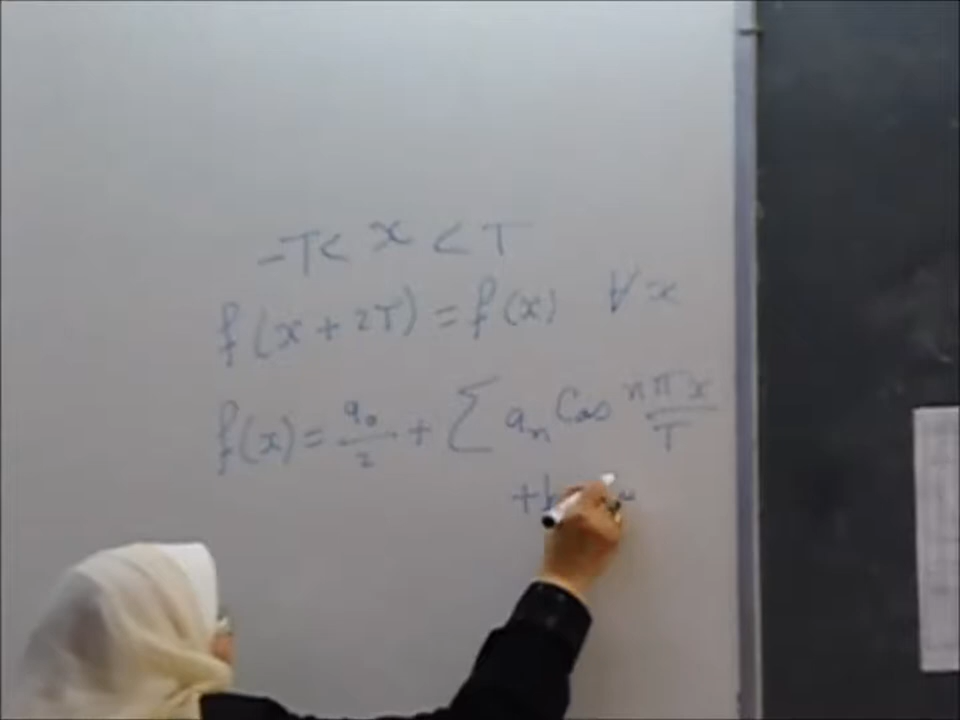 -T < x < T
f(x + 2T) = f(x) ∀ x
f(x) = a₀/2 + Σ aₙ Cos nπx/T
+ b